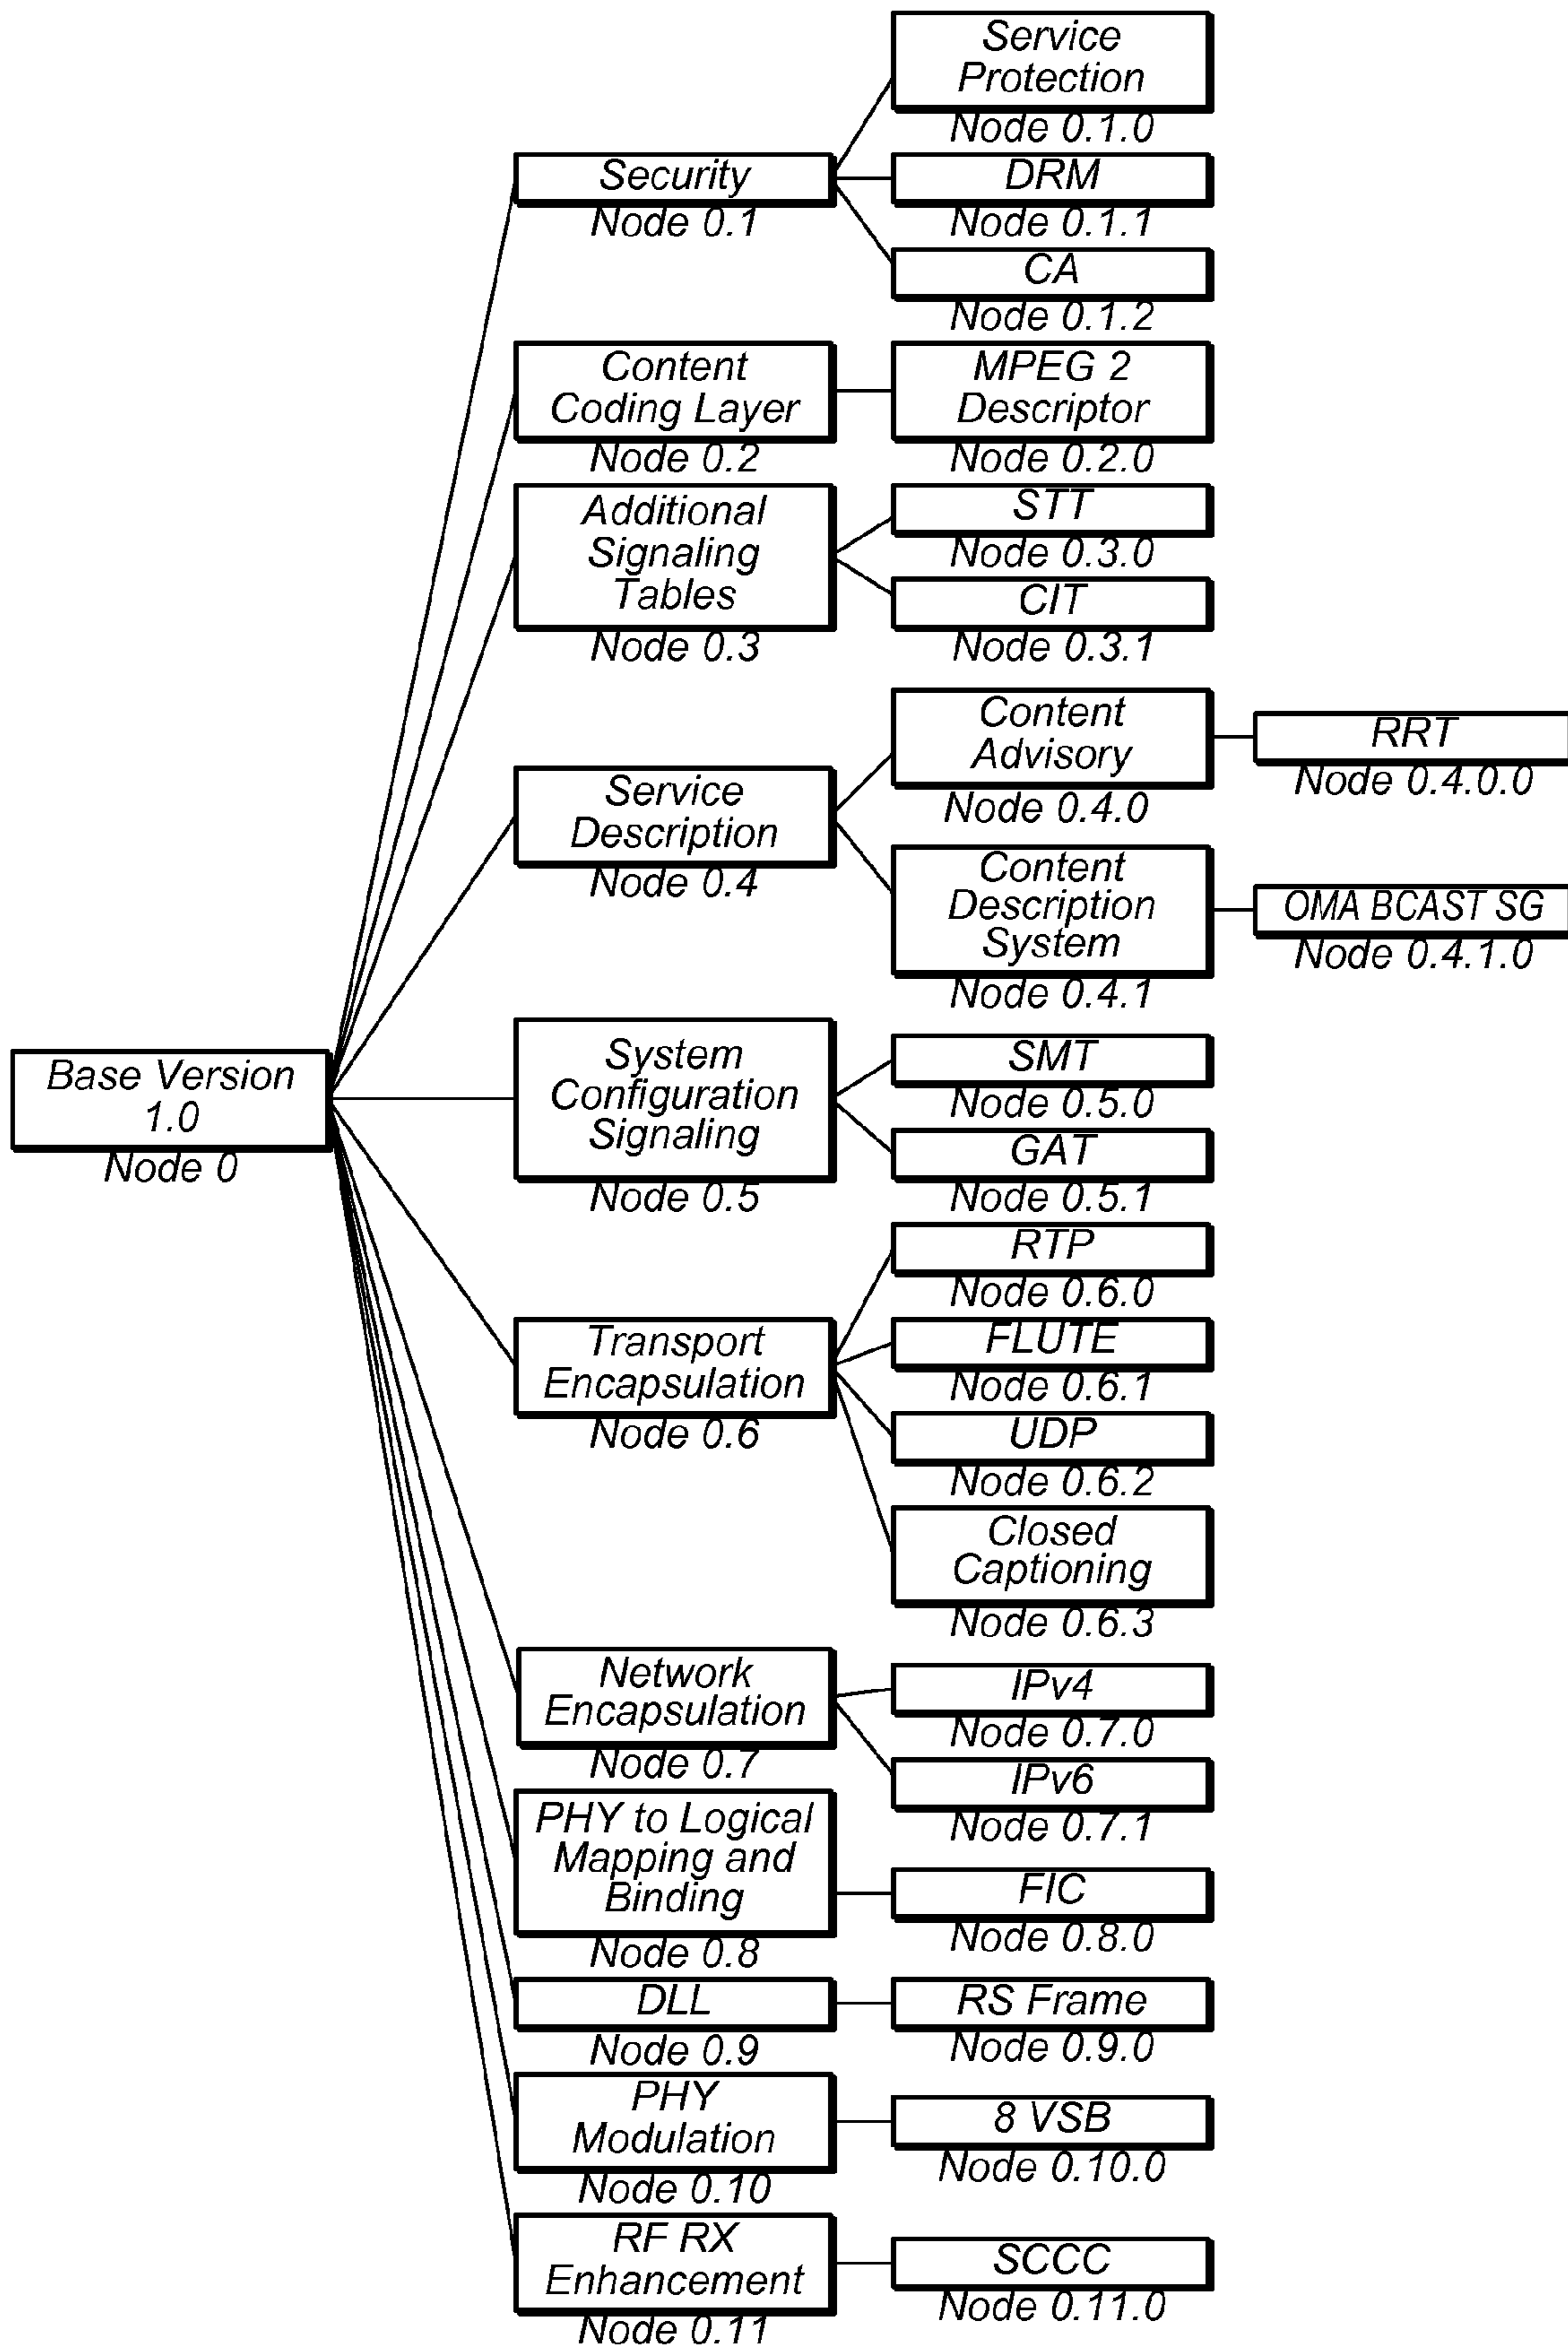 Service
Protection
Node 0.1.0
Security
Node 0.1
DRM
Node 0.1.1
CA
Node 0.1.2
Content
Coding Layer
Node 0.2
MPEG 2
Descriptor
Node 0.2.0
Additional
Signaling
Tables
Node 0.3
STT
Node 0.3.0
CIT
Node 0.3.1
Service
Description
Node 0.4
Content
Advisory
Node 0.4.0
RRT
Node 0.4.0.0
Content
Description
System
Node 0.4.1
OMA BCAST SG
Node 0.4.1.0
Base Version
1.0
Node 0
System
Configuration
Signaling
Node 0.5
SMT
Node 0.5.0
GAT
Node 0.5.1
Transport
Encapsulation
Node 0.6
RTP
Node 0.6.0
FLUTE
Node 0.6.1
UDP
Node 0.6.2
Closed
Captioning
Node 0.6.3
Network
Encapsulation
Node 0.7
IPv4
Node 0.7.0
IPv6
Node 0.7.1
PHY to Logical
Mapping and
Binding
Node 0.8
FIC
Node 0.8.0
DLL
Node 0.9
RS Frame
Node 0.9.0
PHY
Modulation
Node 0.10
8 VSB
Node 0.10.0
RF RX
Enhancement
Node 0.11
SCCC
Node 0.11.0